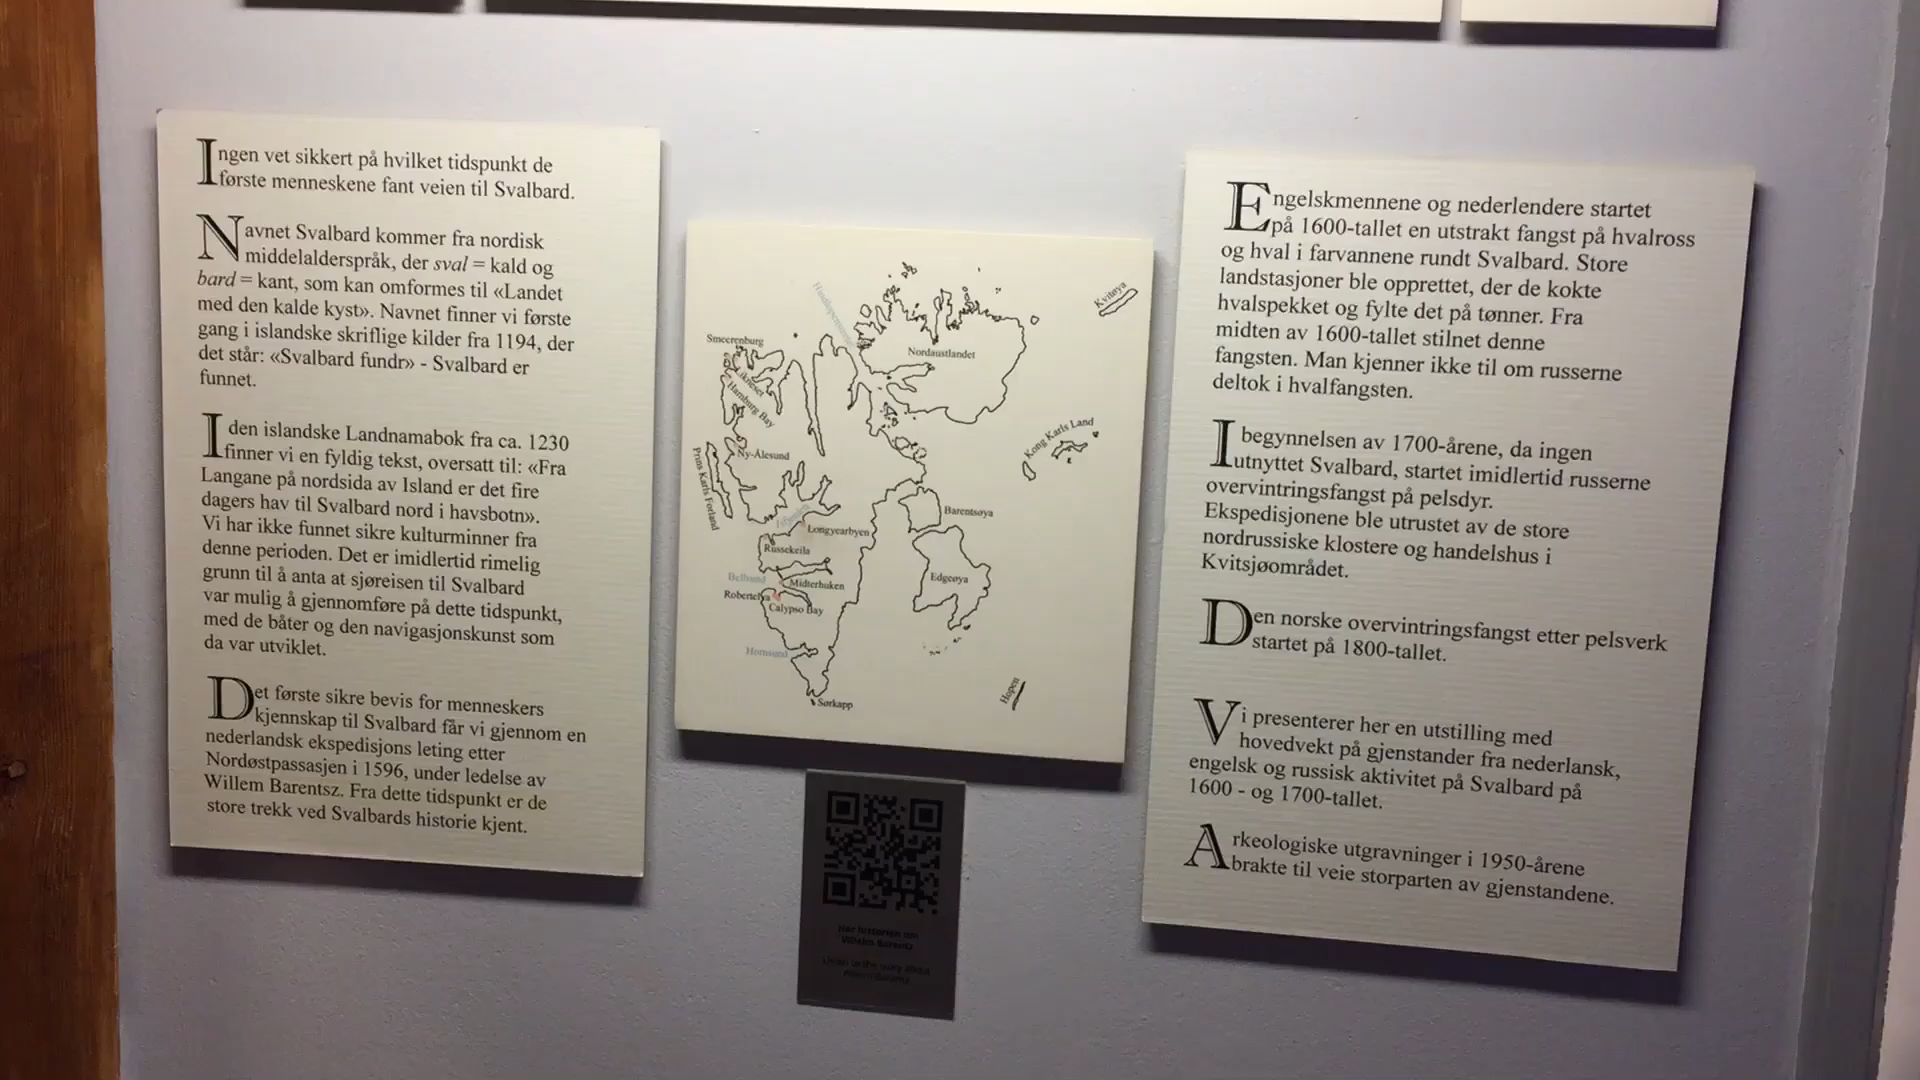 Ingen vet sikkert på hvilket tidspunkt de
første menneskene fant veien til Svalbard.
Navnet Svalbard kommer fra nordisk
middelalderspråk, der sval = kald og
bard = kant, som kan omformes til «Landet
med den kalde kyst». Navnet finner vi første
gang i islandske skriflige kilder fra 1194, der
det står: «Svalbard fundr» - Svalbard er
funnet.
I den islandske Landnamabok fra ca. 1230
finner vi en fyldig tekst, oversatt til: «Fra
Langane på nordsida av Island er det fire
dagers hav til Svalbard nord i havsbotn».
Vi har ikke funnet sikre kulturminner fra
denne perioden. Det er imidlertid rimelig
grunn til å anta at sjøreisen til Svalbard
var mulig å gjennomføre på dette tidspunkt,
med de båter og den navigasjonskunst som
da var utviklet.
Det første sikre bevis for menneskers
kjennskap til Svalbard får vi gjennom en
nederlandsk ekspedisjons leting etter
Nordøstpassasjen i 1596, under ledelse av
Willem Barentsz. Fra dette tidspunkt er de
store trekk ved Svalbards historie kjent.
Kvitøya
Smeerenburg
Nordaustlandet
Likneset
Hamburg Bay
Kong Karls Land
Ny-Ålesund
Prins Karls Forland
Barentsøya
Longyearbyen
Russekeila
Bellsund
Midterhuken
Edgeøya
Calypso Bay
Hornsund
Hopen
Sørkapp
Hør historien om
Willem Barentz
Listen to the story about
Engelskmennene og nederlendere startet
på 1600-tallet en utstrakt fangst på hvalross
og hval i farvannene rundt Svalbard. Store
landstasjoner ble opprettet, der de kokte
hvalspekket og fylte det på tønner. Fra
midten av 1600-tallet stilnet denne
fangsten. Man kjenner ikke til om russerne
deltok i hvalfangsten.
I begynnelsen av 1700-årene, da ingen
utnyttet Svalbard, startet imidlertid russerne
overvintringsfangst på pelsdyr.
Ekspedisjonene ble utrustet av de store
nordrussiske klostere og handelshus i
Kvitsjøområdet.
Den norske overvintringsfangst etter pelsverk
startet på 1800-tallet.
Vi presenterer her en utstilling med
hovedvekt på gjenstander fra nederlansk,
engelsk og russisk aktivitet på Svalbard på
1600 - og 1700-tallet.
Arkeologiske utgravninger i 1950-årene
brakte til veie storparten av gjenstandene.